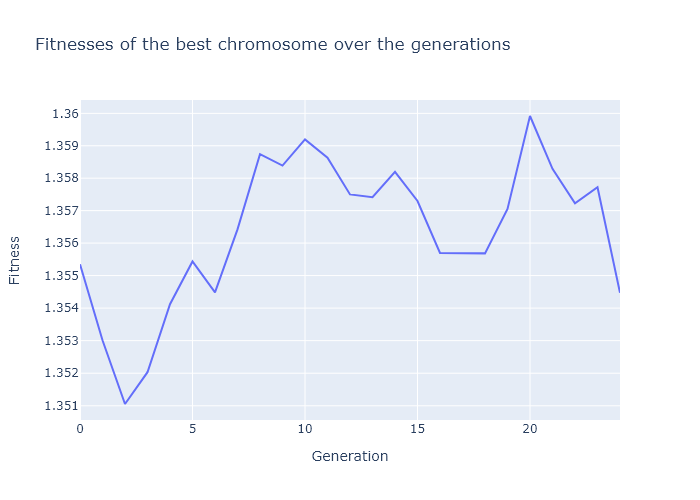 Fitnesses of the best chromosome over the generations
1.36
1.359
1.358
1.357
1.356
1.355
1.354
1.353
1.352
1.351
Fitness
0 5 10 15 20
Generation